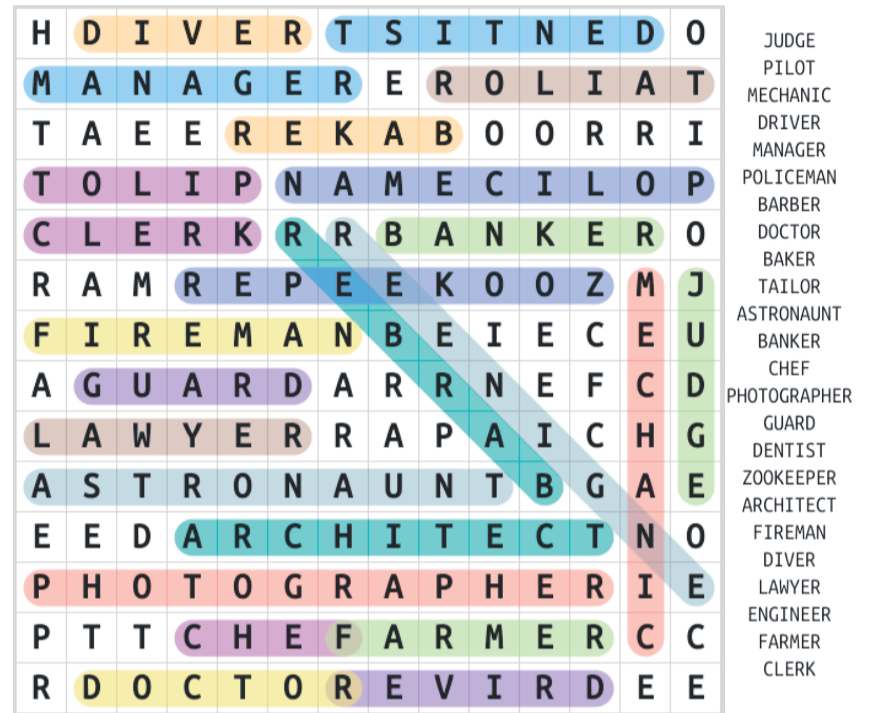 H D I V E R T S I T N E D O
M A N A G E R E R O L I A T
T A E E R E K A B O O R R I
T O L I P N A M E C I L O P
C L E R K R R B A N K E R O
R A M R E P E E K O O Z M J
F I R E M A N B E I E C E U
A G U A R D A R R N E F C D
L A W Y E R R A P A I C H G
A S T R O N A U N T B G A E
E E D A R C H I T E C T N O
P H O T O G R A P H E R I E
P T T C H E F A R M E R C C
R D O C T O R E V I R D E E
JUDGE
PILOT
MECHANIC
DRIVER
MANAGER
POLICEMAN
BARBER
DOCTOR
BAKER
TAILOR
ASTRONAUNT
BANKER
CHEF
PHOTOGRAPHER
GUARD
DENTIST
ZOOKEEPER
ARCHITECT
FIREMAN
DIVER
LAWYER
ENGINEER
FARMER
CLERK